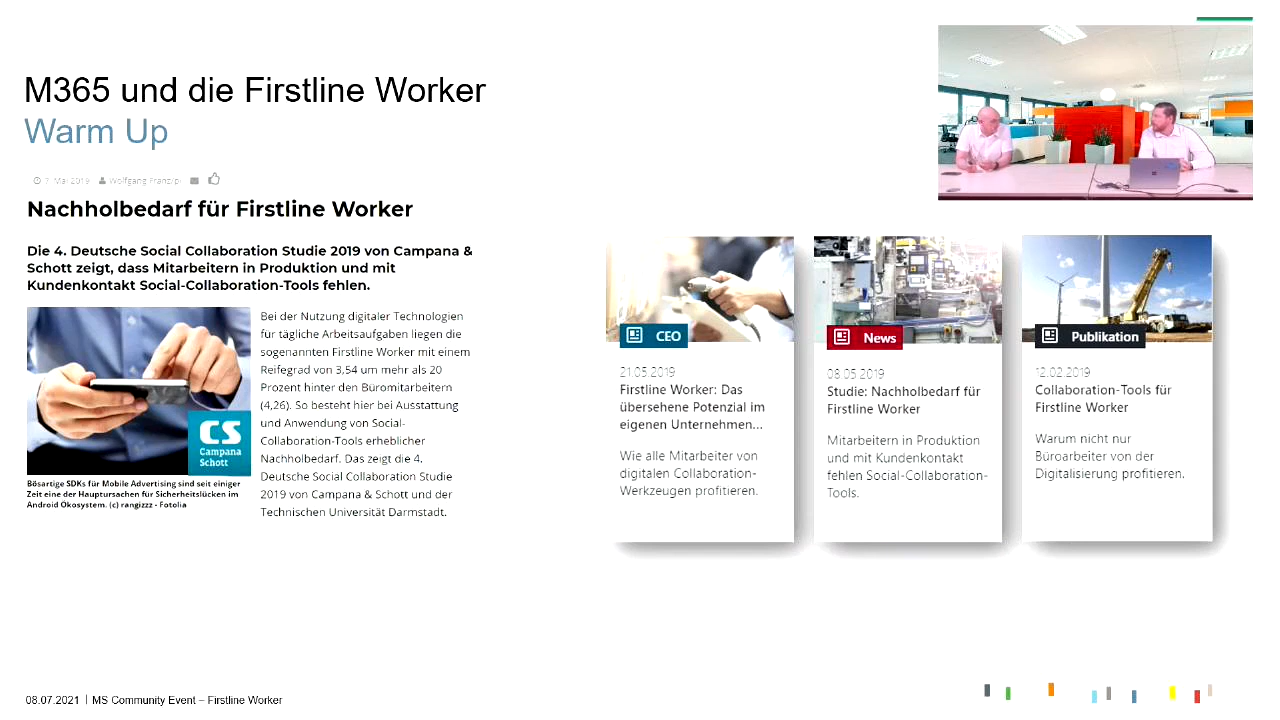 M365 und die Firstline Worker
Warm Up
7. Mai 2019 Wolfgang Franz/pi
Nachholbedarf für Firstline Worker
Die 4. Deutsche Social Collaboration Studie 2019 von Campana &
Schott zeigt, dass Mitarbeitern in Produktion und mit
Kundenkontakt Social-Collaboration-Tools fehlen.
CS
Campana
Schott
Bösartige SDKs für Mobile Advertising sind seit einiger
Zeit eine der Hauptursachen für Sicherheitslücken im
Android Ökosystem. (c) rangizzz - Fotolia
Bei der Nutzung digitaler Technologien
für tägliche Arbeitsaufgaben liegen die
sogenannten Firstline Worker mit einem
Reifegrad von 3,54 um mehr als 20
Prozent hinter den Büromitarbeitern
(4,26). So besteht hier bei Ausstattung
und Anwendung von Social-
Collaboration-Tools erheblicher
Nachholbedarf. Das zeigt die 4.
Deutsche Social Collaboration Studie
2019 von Campana & Schott und der
Technischen Universität Darmstadt.
CEO
21.05.2019
Firstline Worker: Das
übersehene Potenzial im
eigenen Unternehmen...
Wie alle Mitarbeiter von
digitalen Collaboration-
Werkzeugen profitieren.
News
08.05.2019
Studie: Nachholbedarf für
Firstline Worker
Mitarbeitern in Produktion
und mit Kundenkontakt
fehlen Social-Collaboration-
Tools.
Publikation
12.02.2019
Collaboration-Tools für
Firstline Worker
Warum nicht nur
Büroarbeiter von der
Digitalisierung profitieren.
08.07.2021 | MS Community Event – Firstline Worker